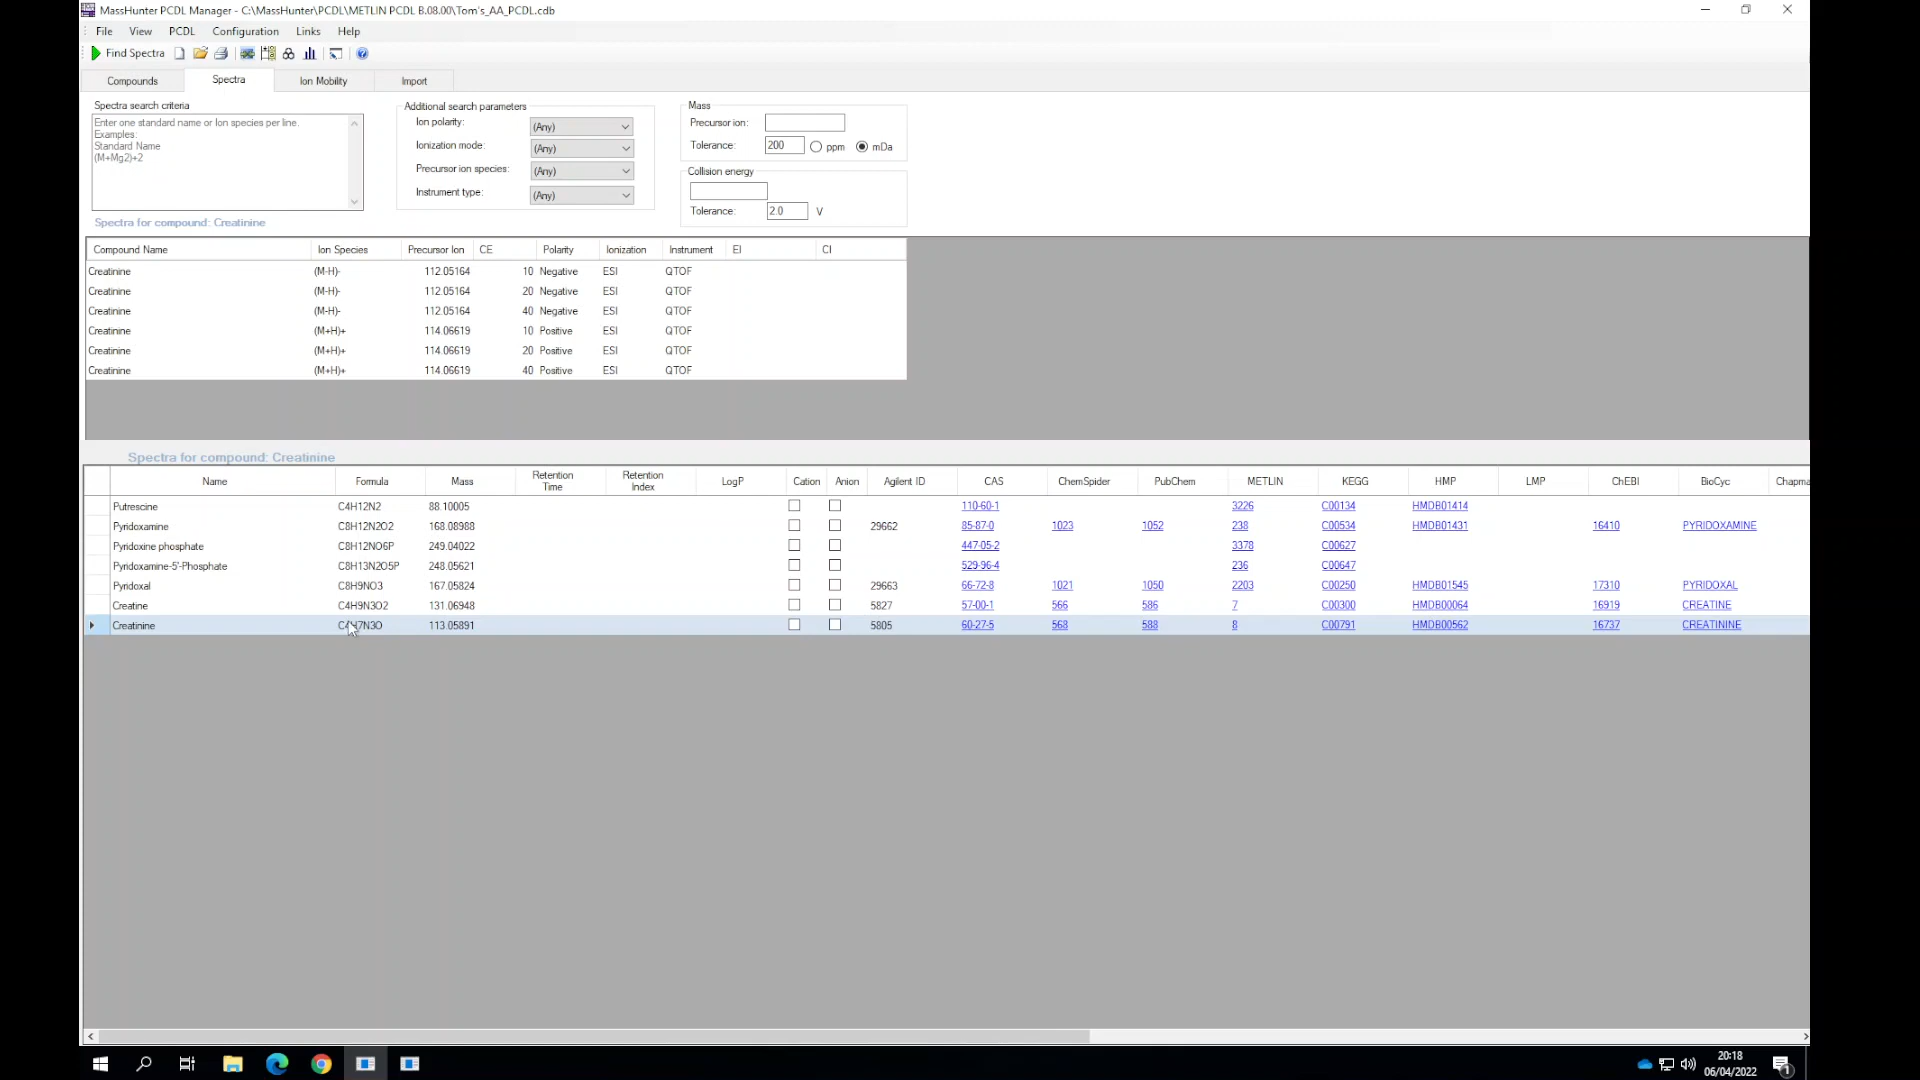 MassHunter PCDL Manager - C:\MassHunter\PCDL\METLIN PCDL B.08.00\Tom's_AA_PCDL.cdb
File View PCDL Configuration Links Help
Find Spectra
Compounds Spectra Ion Mobility Import
Spectra search criteria
Enter one standard name or Ion species per line.
Examples:
Standard Name
(M+Mg2)+2
Additional search parameters
Ion polarity: (Any)
Ionization mode: (Any)
Precursor ion species: (Any)
Instrument type: (Any)
Mass
Precursor ion:
Tolerance: 200 ppm mDa
Collision energy
Tolerance: 2.0 V
Spectra for compound: Creatinine
Compound Name Ion Species Precursor Ion CE Polarity Ionization Instrument EI CI
Creatinine (M-H)- 112.05164 10 Negative ESI QTOF
Creatinine (M-H)- 112.05164 20 Negative ESI QTOF
Creatinine (M-H)- 112.05164 40 Negative ESI QTOF
Creatinine (M+H)+ 114.06619 10 Positive ESI QTOF
Creatinine (M+H)+ 114.06619 20 Positive ESI QTOF
Creatinine (M+H)+ 114.06619 40 Positive ESI QTOF
Spectra for compound: Creatinine
Name Formula Mass Retention Time Retention Index LogP Cation Anion Agilent ID CAS ChemSpider PubChem METLIN KEGG HMP LMP ChEBI BioCyc Chapma
Putrescine C4H12N2 88.10005 110-60-1 3226 C00134 HMDB01414
Pyridoxamine C8H12N2O2 168.08988 29662 85-87-0 1023 1052 238 C00534 HMDB01431 16410 PYRIDOXAMINE
Pyridoxine phosphate C8H12NO6P 249.04022 447-05-2 3378 C00627
Pyridoxamine-5'-Phosphate C8H13N2O5P 248.05621 529-96-4 236 C00647
Pyridoxal C8H9NO3 167.05824 29663 66-72-8 1021 1050 2203 C00250 HMDB01545 17310 PYRIDOXAL
Creatine C4H9N3O2 131.06948 5827 57-00-1 566 586 7 C00300 HMDB00064 16919 CREATINE
Creatinine C4H7N3O 113.05891 5805 60-27-5 568 588 8 C00791 HMDB00562 16737 CREATININE
20:18
06/04/2022
1